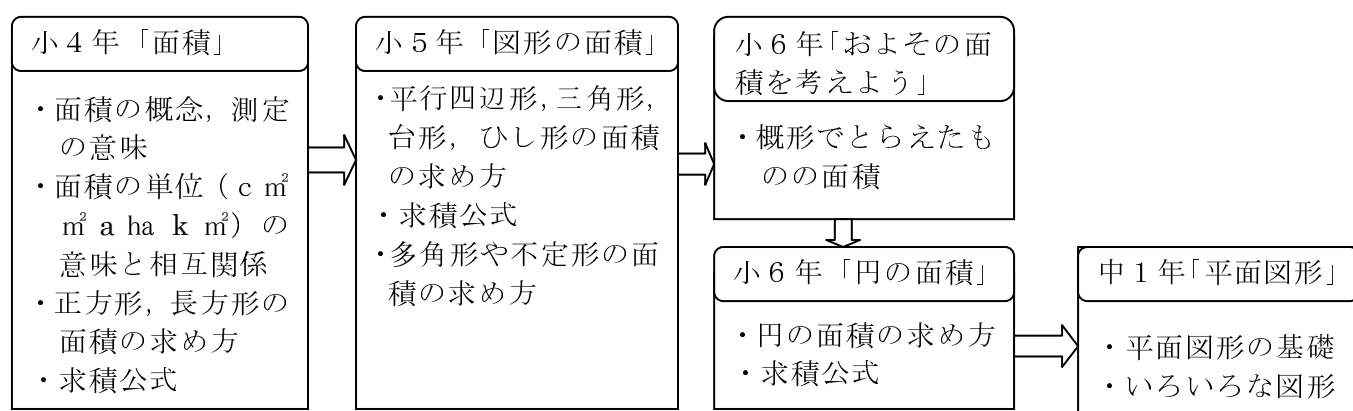 小４年「面積」
・面積の概念，測定
の意味
・面積の単位（ｃ㎡
㎡ a ha k ㎡）の
意味と相互関係
・正方形，長方形の
面積の求め方
・求積公式
小５年「図形の面積」
・平行四辺形，三角形，
台形，ひし形の面積
の求め方
・求積公式
・多角形や不定形の面
積の求め方
小６年「およその面
積を考えよう」
・概形でとらえたも
のの面積
小６年「円の面積」
・円の面積の求め方
・求積公式
中１年「平面図形」
・平面図形の基礎
・いろいろな図形